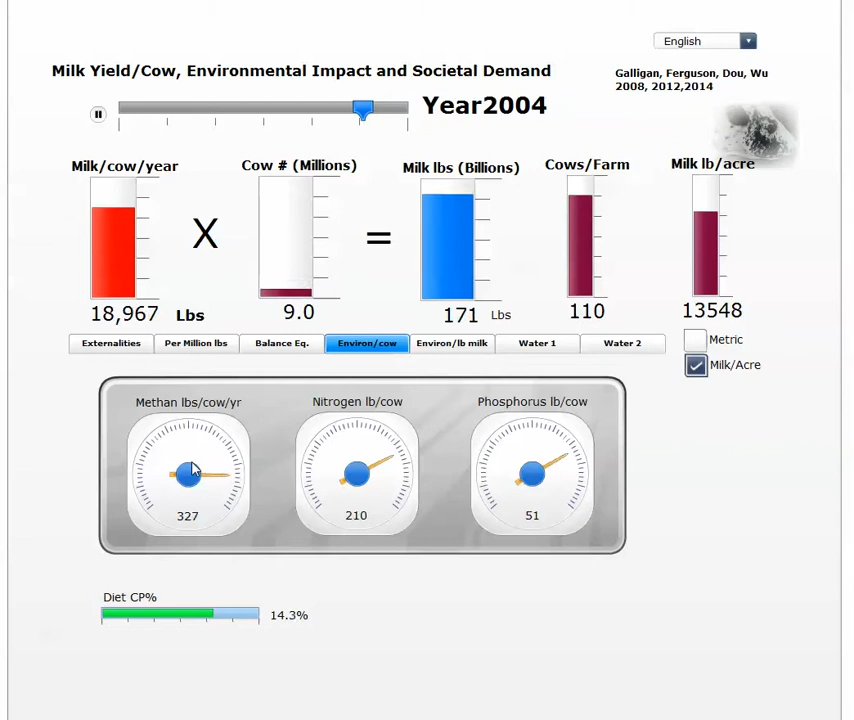 English
Milk Yield/Cow, Environmental Impact and Societal Demand
Galligan, Ferguson, Dou, Wu
2008, 2012,2014
Year2004
Milk/cow/year
Cow # (Millions)
Milk lbs (Billions)
Cows/Farm
Milk lb/acre
X
=
18,967 Lbs
9.0
171 Lbs
110
13548
Externalities
Per Million lbs
Balance Eq.
Environ/cow
Environ/lb milk
Water 1
Water 2
Metric
Milk/Acre
Methan lbs/cow/yr
Nitrogen lb/cow
Phosphorus lb/cow
327
210
51
Diet CP%
14.3%